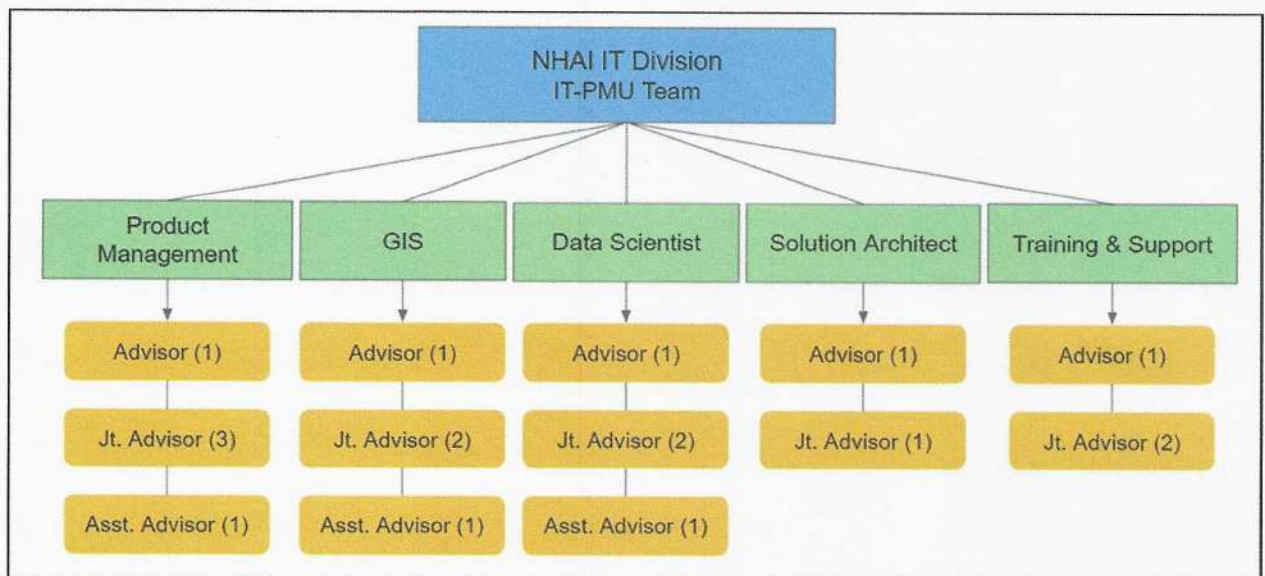 NHAI IT Division
IT-PMU Team
Product
Management
GIS
Data Scientist
Solution Architect
Training & Support
Advisor (1)
Advisor (1)
Advisor (1)
Advisor (1)
Advisor (1)
Jt. Advisor (3)
Jt. Advisor (2)
Jt. Advisor (2)
Jt. Advisor (1)
Jt. Advisor (2)
Asst. Advisor (1)
Asst. Advisor (1)
Asst. Advisor (1)